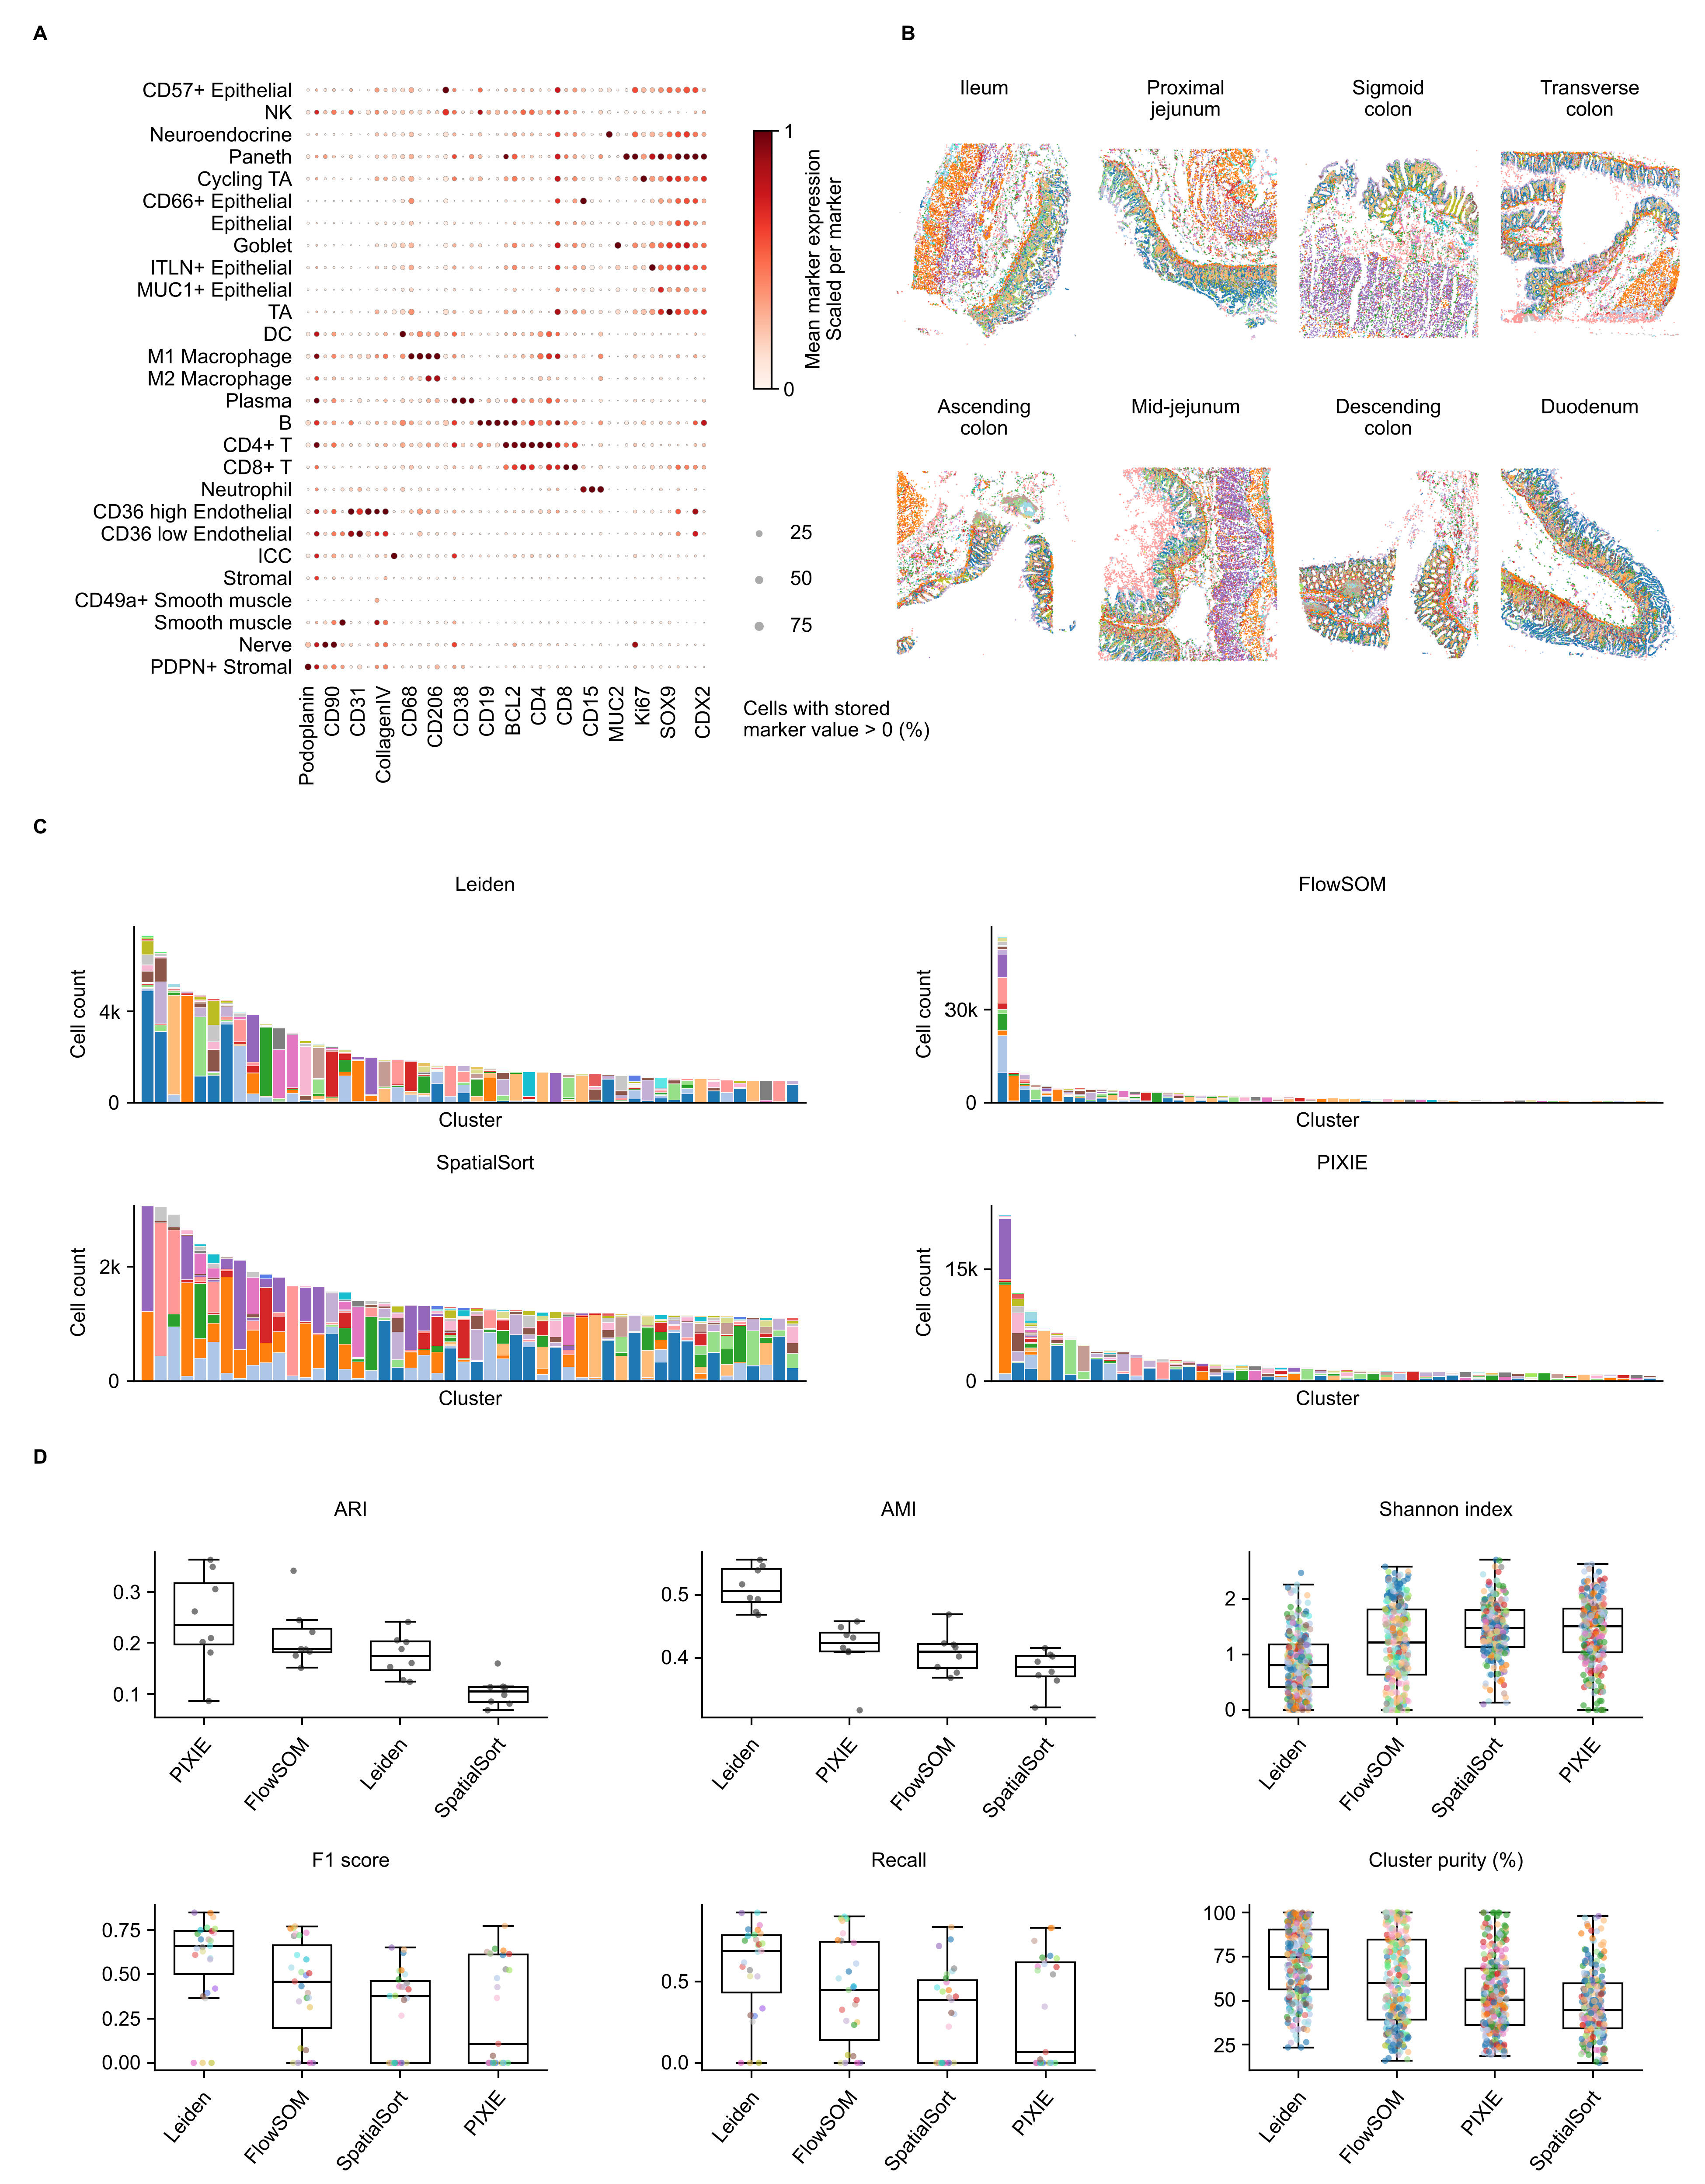 A
CD57+ Epithelial
NK
Neuroendocrine
Paneth
Cycling TA
CD66+ Epithelial
Epithelial
Goblet
ITLN+ Epithelial
MUC1+ Epithelial
TA
DC
M1 Macrophage
M2 Macrophage
Plasma
B
CD4+ T
CD8+ T
Neutrophil
CD36 high Endothelial
CD36 low Endothelial
ICC
Stromal
CD49a+ Smooth muscle
Smooth muscle
Nerve
PDPN+ Stromal
Podoplanin
CD90
CD31
CollagenIV
CD68
CD206
CD38
CD19
BCL2
CD4
CD8
CD15
MUC2
Ki67
SOX9
CDX2
1
0
Mean marker expression
Scaled per marker
25
50
75
Cells with stored
marker value > 0 (%)
B
Ileum
Proximal
jejunum
Sigmoid
colon
Transverse
colon
Ascending
colon
Mid-jejunum
Descending
colon
Duodenum
C
Leiden
Cell count
4k
0
Cluster
FlowSOM
Cell count
30k
0
Cluster
SpatialSort
Cell count
2k
0
Cluster
PIXIE
Cell count
15k
0
Cluster
D
ARI
0.3
0.2
0.1
PIXIE
FlowSOM
Leiden
SpatialSort
AMI
0.5
0.4
Leiden
PIXIE
FlowSOM
SpatialSort
Shannon index
2
1
0
Leiden
FlowSOM
SpatialSort
PIXIE
F1 score
0.75
0.50
0.25
0.00
Leiden
FlowSOM
SpatialSort
PIXIE
Recall
0.5
0.0
Leiden
FlowSOM
SpatialSort
PIXIE
Cluster purity (%)
100
75
50
25
Leiden
FlowSOM
PIXIE
SpatialSort